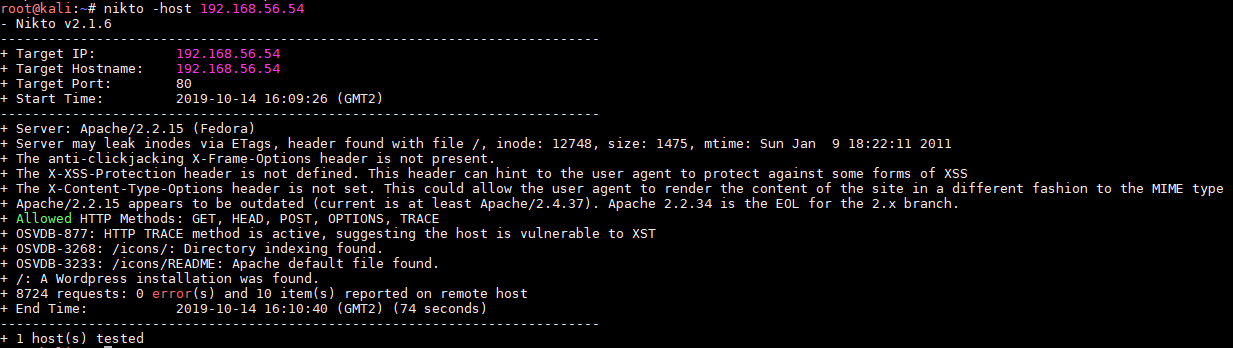 root@kali:~# nikto -host 192.168.56.54
- Nikto v2.1.6
---------------------------------------------------------------------------
+ Target IP:          192.168.56.54
+ Target Hostname:    192.168.56.54
+ Target Port:        80
+ Start Time:         2019-10-14 16:09:26 (GMT2)
---------------------------------------------------------------------------
+ Server: Apache/2.2.15 (Fedora)
+ Server may leak inodes via ETags, header found with file /, inode: 12748, size: 1475, mtime: Sun Jan  9 18:22:11 2011
+ The anti-clickjacking X-Frame-Options header is not present.
+ The X-XSS-Protection header is not defined. This header can hint to the user agent to protect against some forms of XSS
+ The X-Content-Type-Options header is not set. This could allow the user agent to render the content of the site in a different fashion to the MIME type
+ Apache/2.2.15 appears to be outdated (current is at least Apache/2.4.37). Apache 2.2.34 is the EOL for the 2.x branch.
+ Allowed HTTP Methods: GET, HEAD, POST, OPTIONS, TRACE
+ OSVDB-877: HTTP TRACE method is active, suggesting the host is vulnerable to XST
+ OSVDB-3268: /icons/: Directory indexing found.
+ OSVDB-3233: /icons/README: Apache default file found.
+ /: A Wordpress installation was found.
+ 8724 requests: 0 error(s) and 10 item(s) reported on remote host
+ End Time:           2019-10-14 16:10:40 (GMT2) (74 seconds)
---------------------------------------------------------------------------
+ 1 host(s) tested